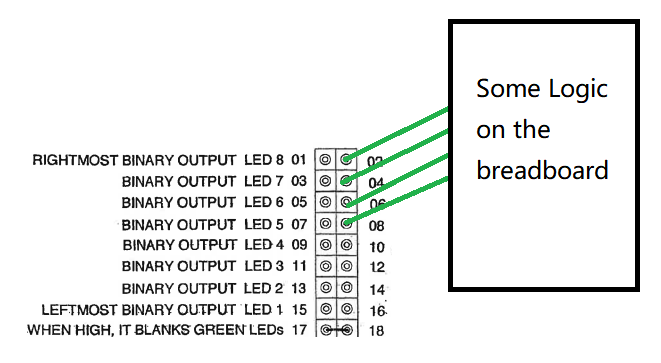 Some Logic
on the
breadboard
RIGHTMOST BINARY OUTPUT LED 8 01 02
BINARY OUTPUT LED 7 03 04
BINARY OUTPUT LED 6 05 06
BINARY OUTPUT LED 5 07 08
BINARY OUTPUT LED 4 09 10
BINARY OUTPUT LED 3 11 12
BINARY OUTPUT LED 2 13 14
LEFTMOST BINARY OUTPUT LED 1 15 16
WHEN HIGH, IT BLANKS GREEN LEDs 17 18